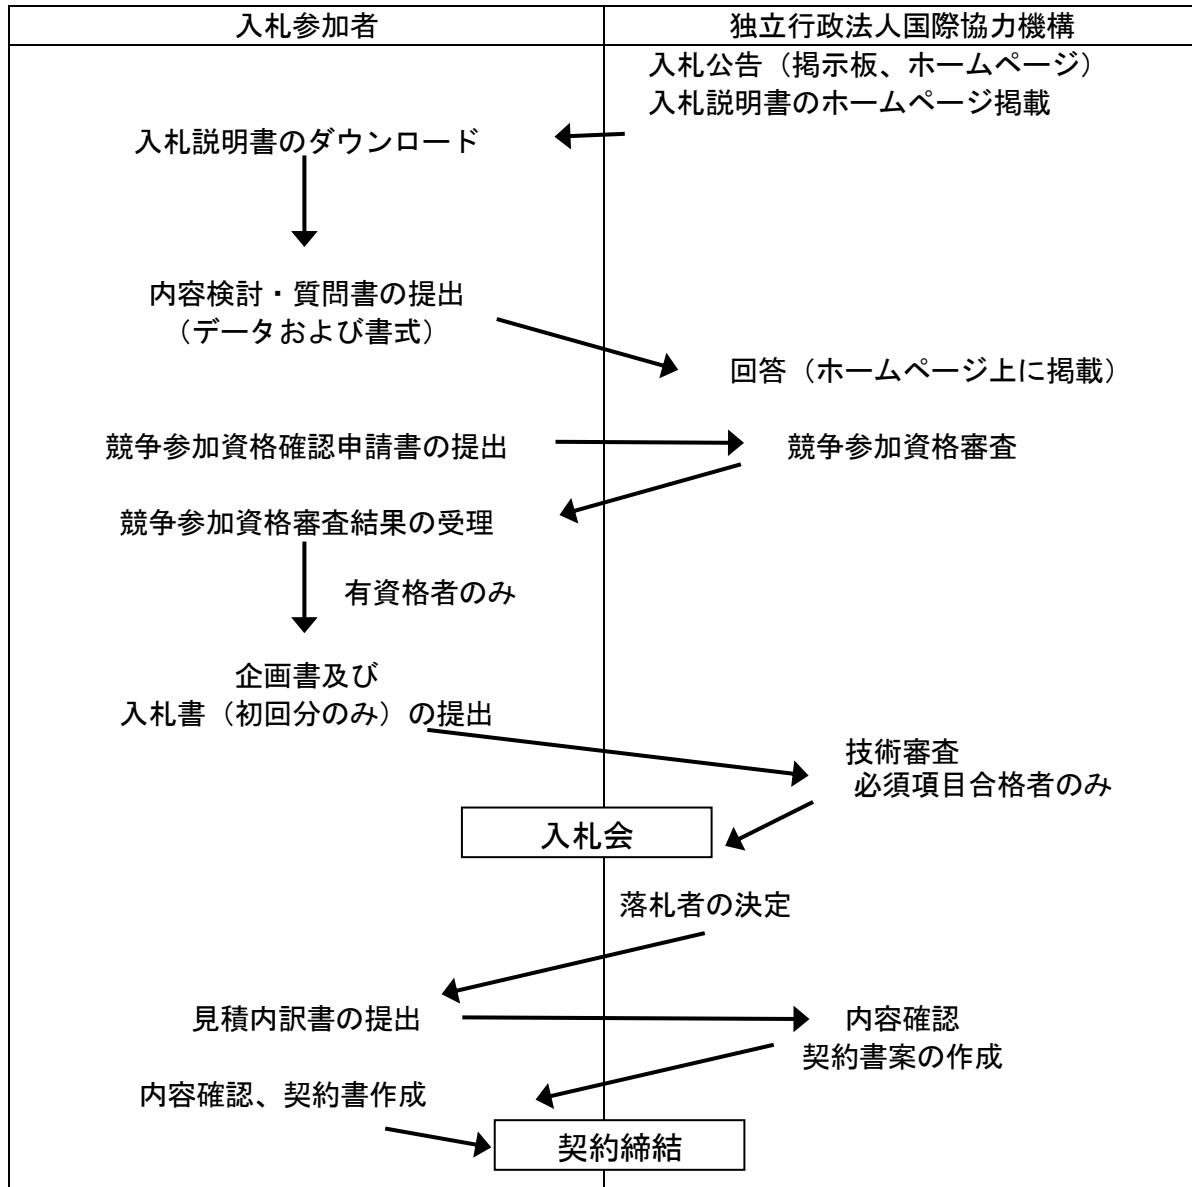 入札参加者
独立行政法人国際協力機構
入札公告（掲示板、ホームページ）
入札説明書のホームページ掲載
入札説明書のダウンロード
内容検討・質問書の提出
（データおよび書式）
回答（ホームページ上に掲載）
競争参加資格確認申請書の提出
競争参加資格審査
競争参加資格審査結果の受理
有資格者のみ
企画書及び
入札書（初回分のみ）の提出
技術審査
必須項目合格者のみ
入札会
落札者の決定
見積内訳書の提出
内容確認
契約書案の作成
内容確認、契約書作成
契約締結